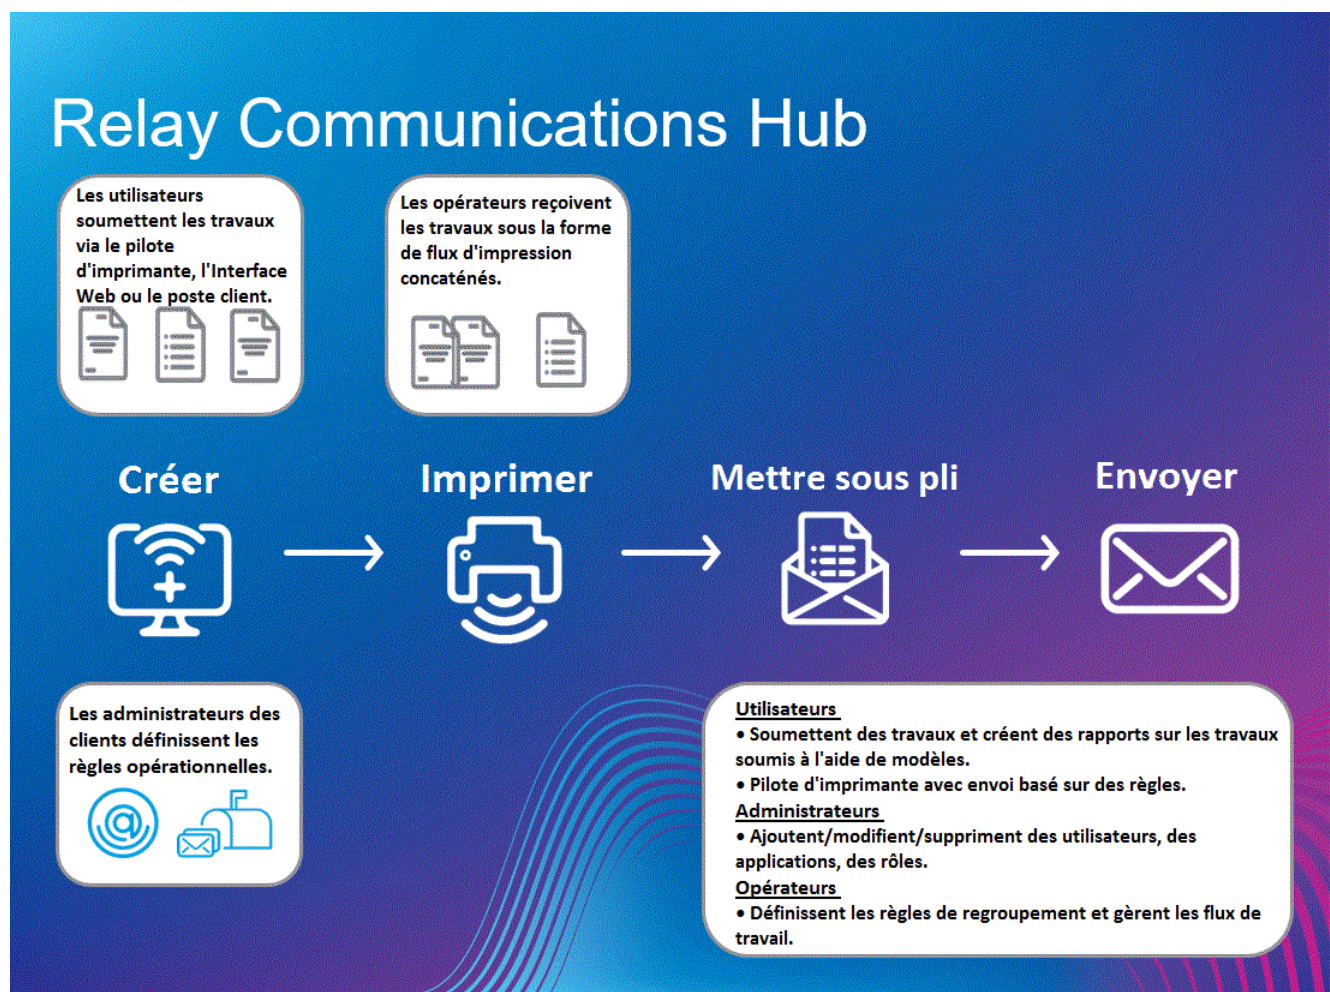 Relay Communications Hub
Les utilisateurs
soumettent les travaux
via le pilote
d'imprimante, l'Interface
Web ou le poste client.
Les opérateurs reçoivent
les travaux sous la forme
de flux d'impression
concaténés.
Créer
Imprimer
Mettre sous pli
Envoyer
Les administrateurs des
clients définissent les
règles opérationnelles.
Utilisateurs
• Soumettent des travaux et créent des rapports sur les travaux
soumis à l'aide de modèles.
• Pilote d'imprimante avec envoi basé sur des règles.
Administrateurs
• Ajoutent/modifient/suppriment des utilisateurs, des
applications, des rôles.
Opérateurs
• Définissent les règles de regroupement et gèrent les flux de
travail.